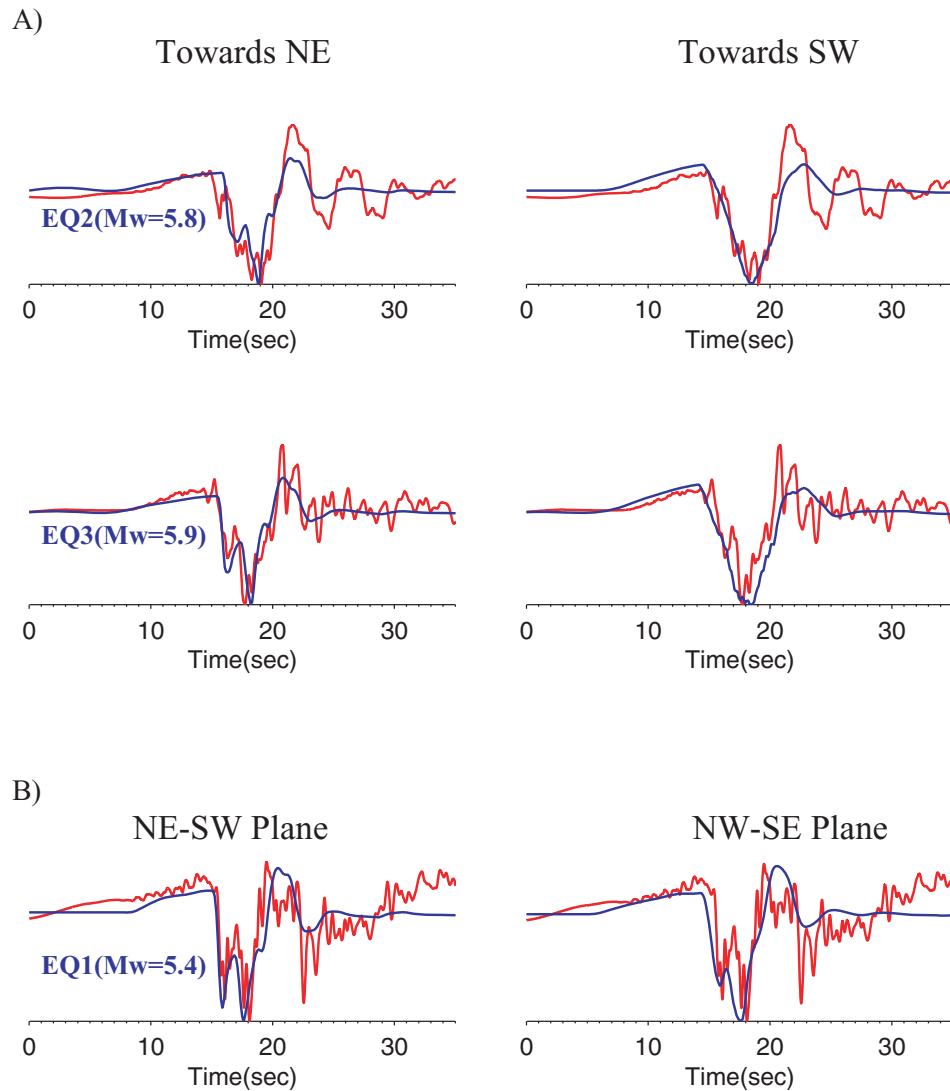 A)
Towards NE
Towards SW
EQ2(Mw=5.8)
0 10 20 30
Time(sec)
0 10 20 30
Time(sec)
EQ3(Mw=5.9)
0 10 20 30
Time(sec)
0 10 20 30
Time(sec)
B)
NE-SW Plane
NW-SE Plane
EQ1(Mw=5.4)
0 10 20 30
Time(sec)
0 10 20 30
Time(sec)